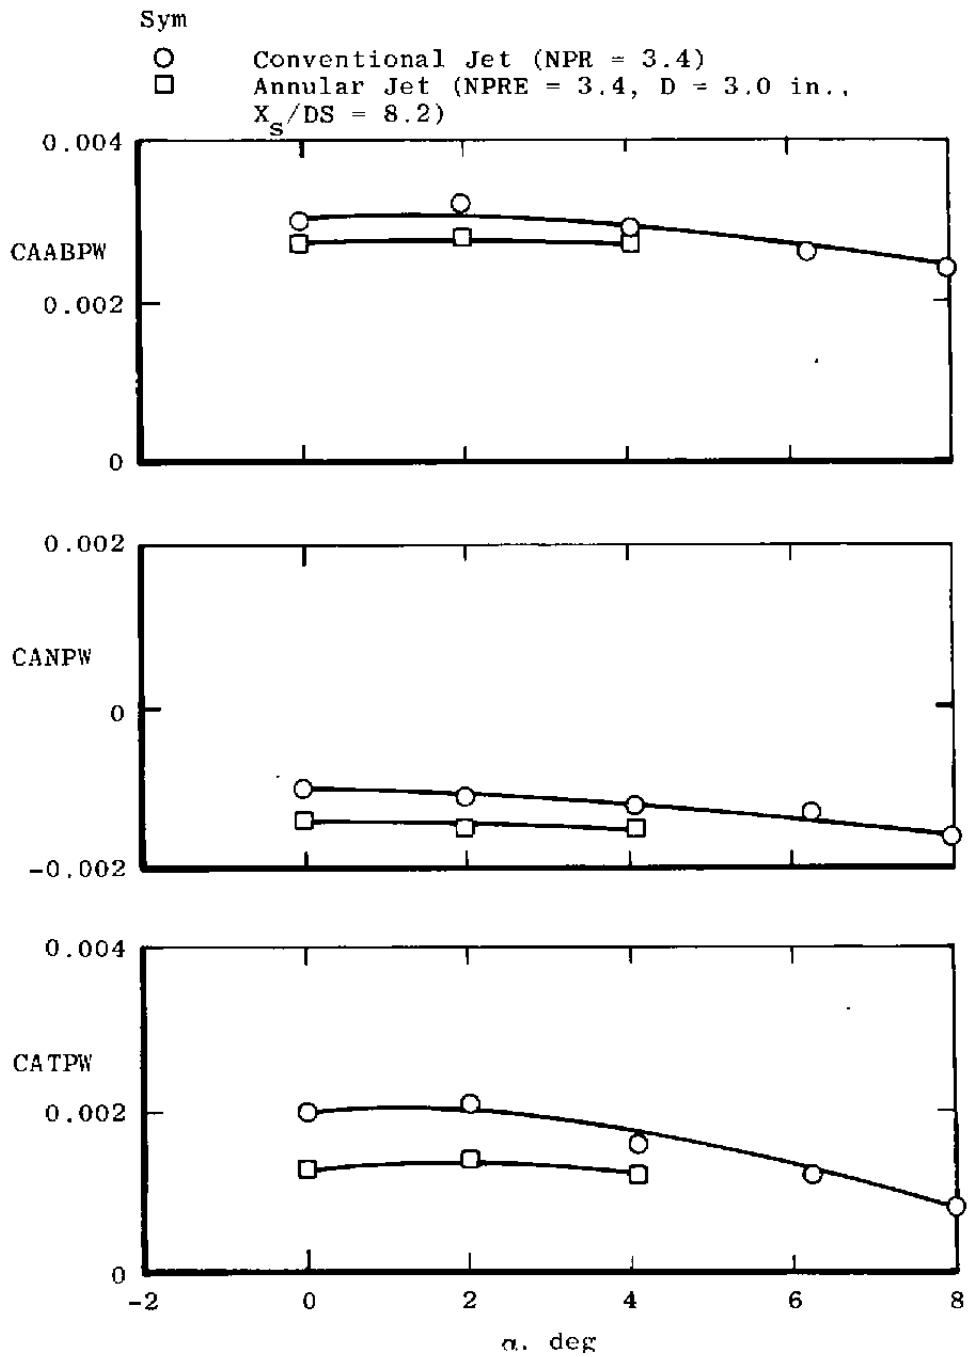 Sym
Conventional Jet (NPR = 3.4)
Annular Jet (NPRE = 3.4, D = 3.0 in.,
Xs/DS = 8.2)
0.004
CAABPW
0.002
0
0.002
CANPW
0
-0.002
0.004
CATPW
0.002
0
-2 0 2 4 6 8
α. deg